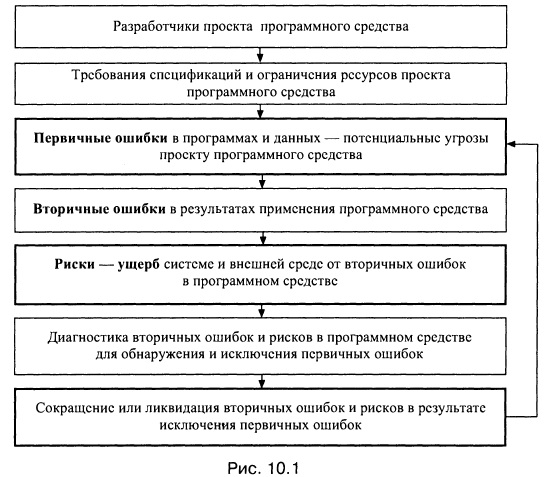 Разработчики проекта программного средства
Требования спецификаций и ограничения ресурсов проекта
программного средства
Первичные ошибки в программах и данных — потенциальные угрозы
проекту программного средства
Вторичные ошибки в результатах применения программного средства
Риски — ущерб системе и внешней среде от вторичных ошибок
в программном средстве
Диагностика вторичных ошибок и рисков в программном средстве
для обнаружения и исключения первичных ошибок
Сокращение или ликвидация вторичных ошибок и рисков в результате
исключения первичных ошибок
Рис. 10.1